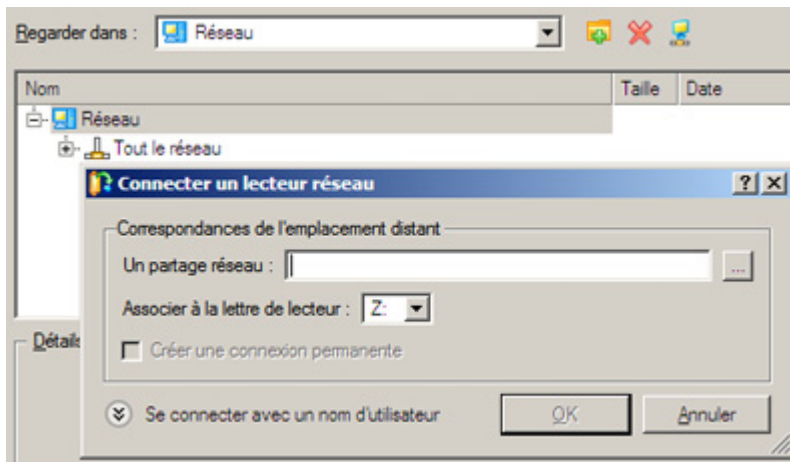 Regarder dans : Réseau
Nom Taille Date
Réseau
Tout le réseau
Connecter un lecteur réseau
Correspondances de l'emplacement distant
Un partage réseau : ...
Associer à la lettre de lecteur : Z:
Détails
Créer une connexion permanente
Se connecter avec un nom d'utilisateur OK Annuler